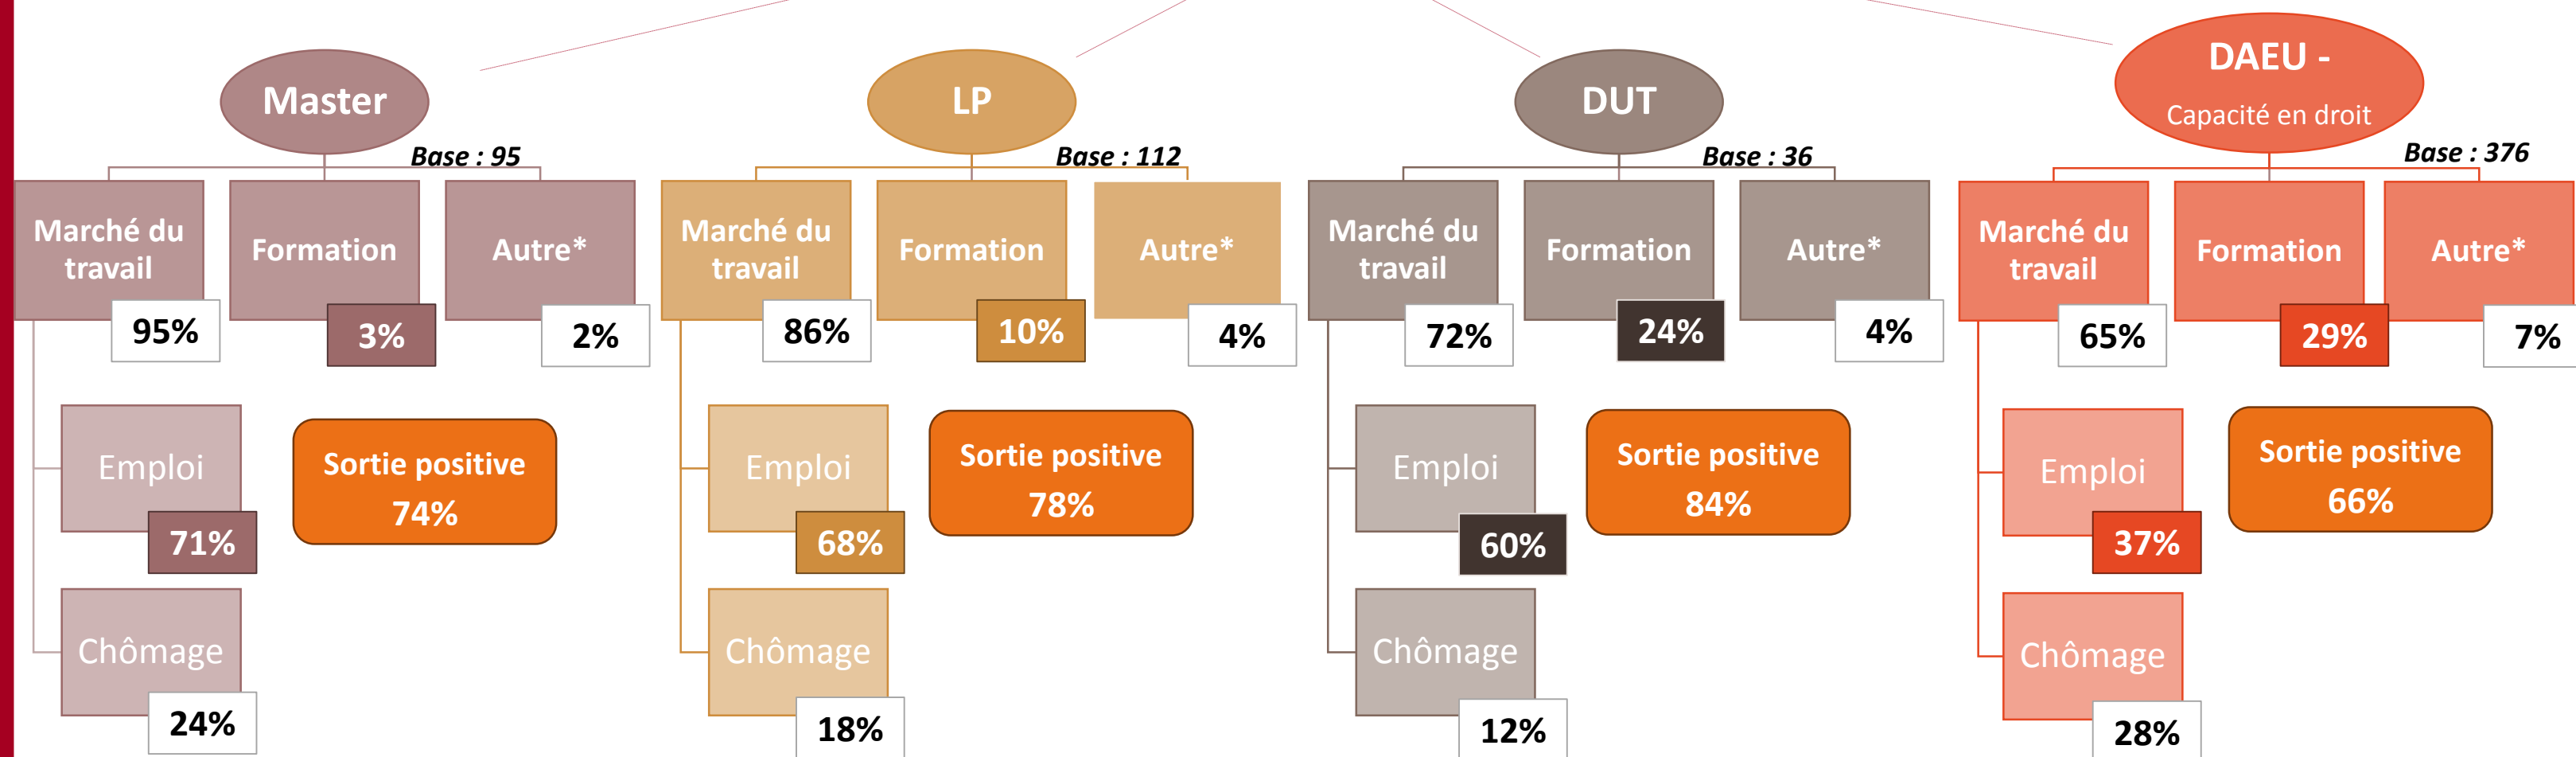 Master
Base : 95
Marché du
travail
95%
Formation
3%
Autre*
2%
Emploi
71%
Chômage
24%
Sortie positive
74%
LP
Base : 112
Marché du
travail
86%
Formation
10%
Autre*
4%
Emploi
68%
Chômage
18%
Sortie positive
78%
DUT
Base : 36
Marché du
travail
72%
Formation
24%
Autre*
4%
Emploi
60%
Chômage
12%
Sortie positive
84%
DAEU -
Capacité en droit
Base : 376
Marché du
travail
65%
Formation
29%
Autre*
7%
Emploi
37%
Chômage
28%
Sortie positive
66%